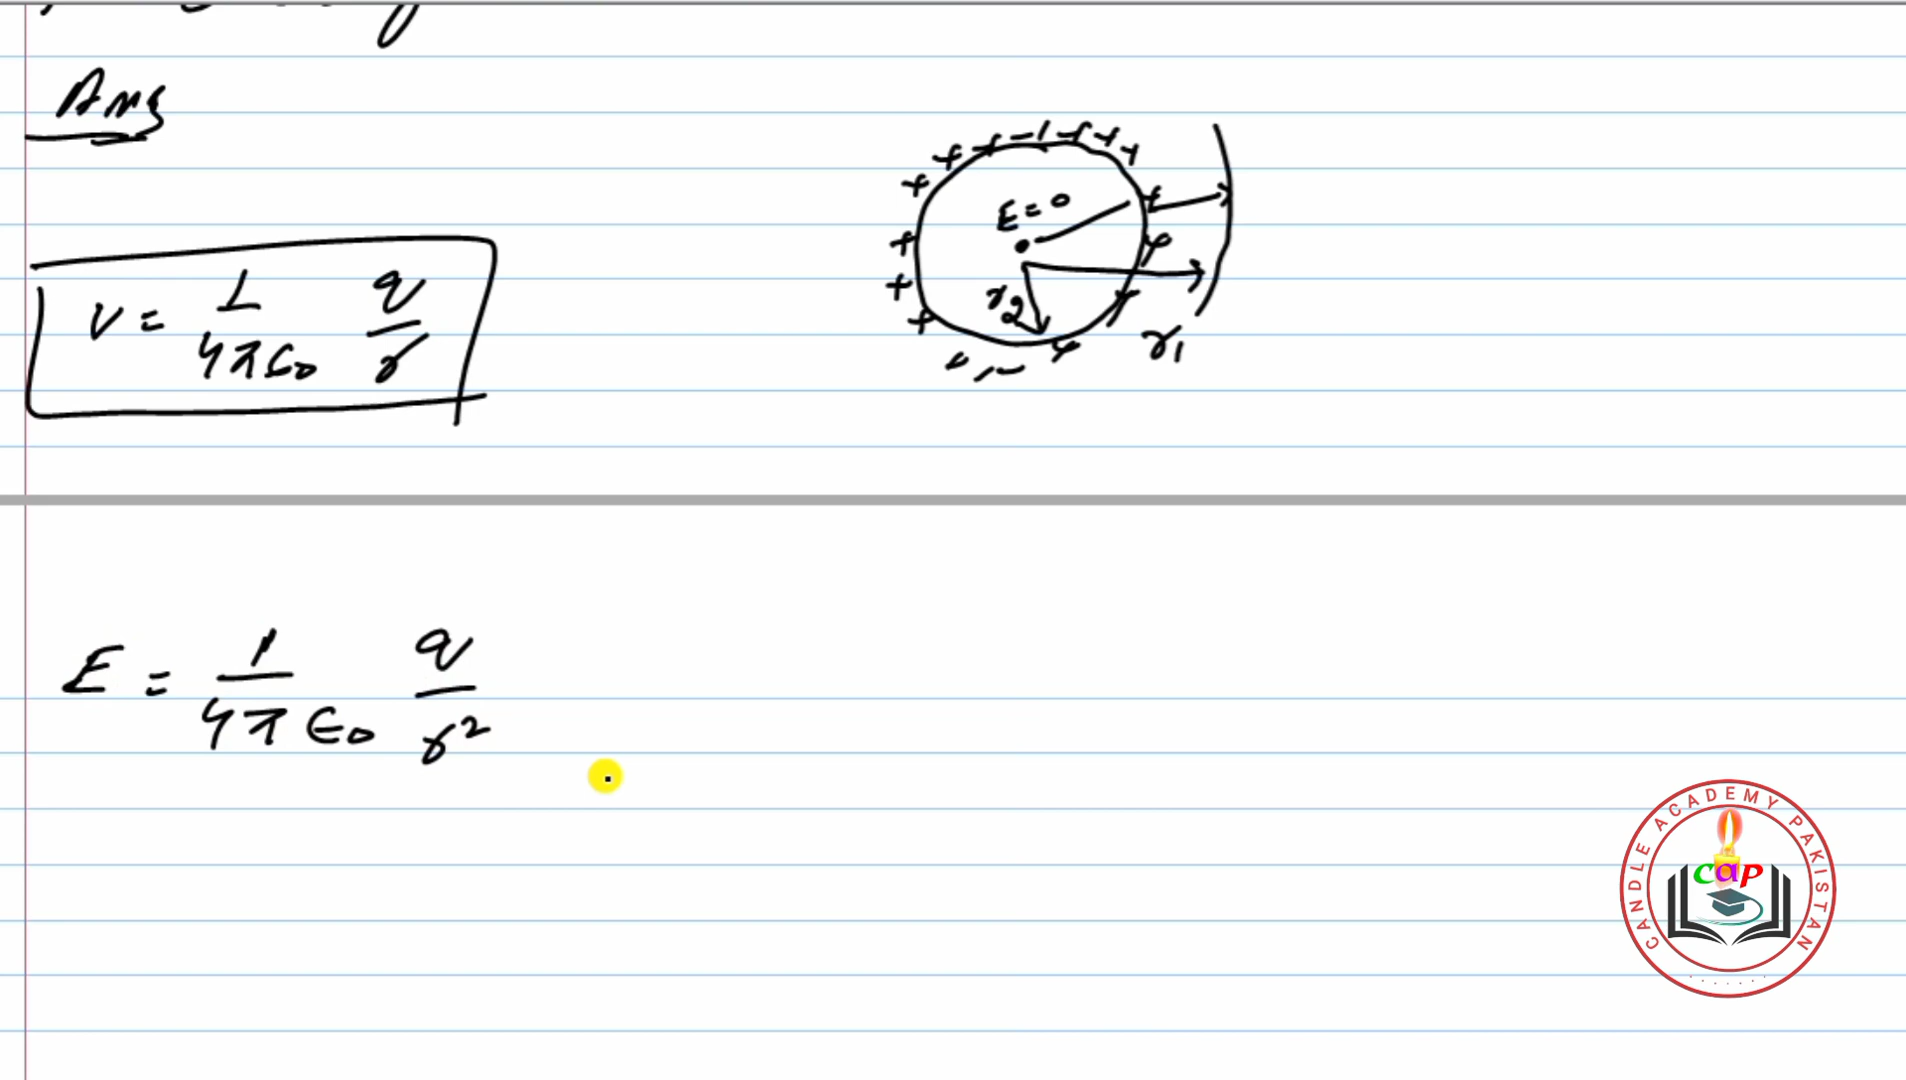 Ans
E = 0
r2
r1
V = 1/4πϵ0 q/r
E = 1/4πϵ0 q/r²
CANDLE ACADEMY PAKISTAN
cap